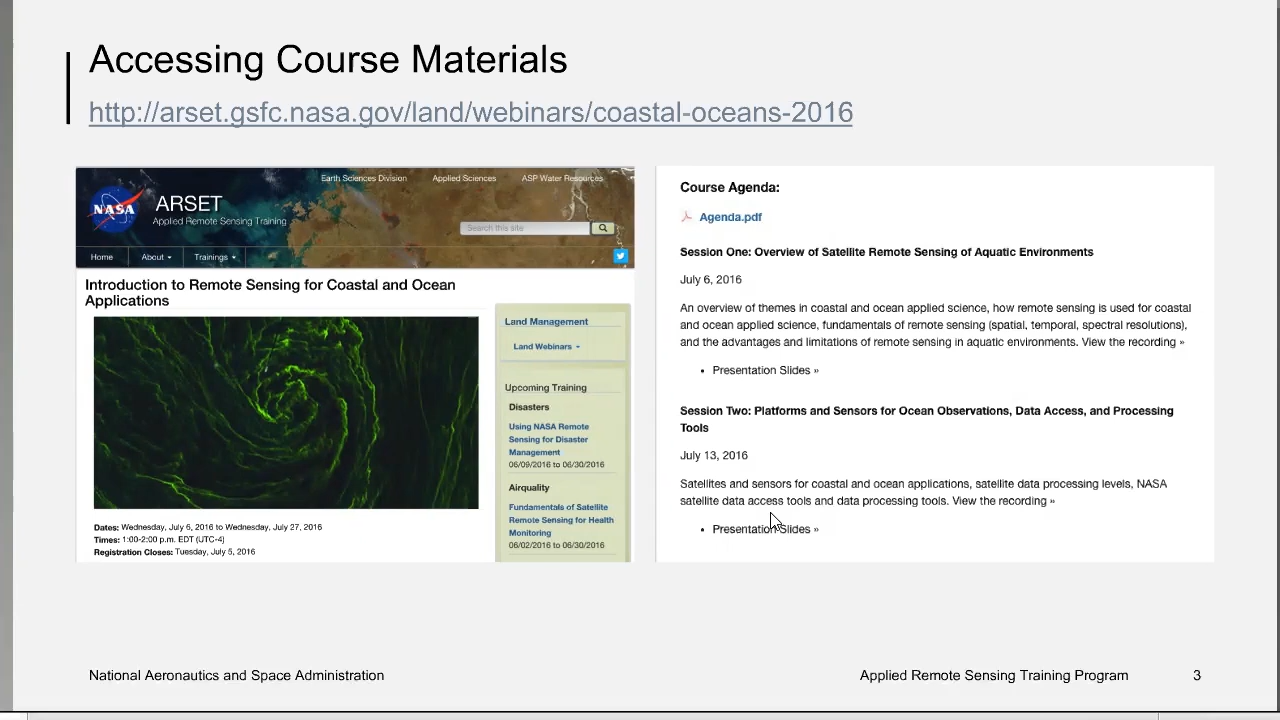 Accessing Course Materials
http://arset.gsfc.nasa.gov/land/webinars/coastal-oceans-2016
Earth Sciences Division Applied Sciences ASP Water Resources
NASA
ARSET
Applied Remote Sensing Training
Search this site
Home About Trainings
Introduction to Remote Sensing for Coastal and Ocean
Applications
Land Management
Land Webinars
Upcoming Training
Disasters
Using NASA Remote
Sensing for Disaster
Management
06/09/2016 to 06/30/2016
Airquality
Fundamentals of Satellite
Remote Sensing for Health
Monitoring
06/02/2016 to 06/30/2016
Dates: Wednesday, July 6, 2016 to Wednesday, July 27, 2016
Times: 1:00-2:00 p.m. EDT (UTC-4)
Registration Closes: Tuesday, July 5, 2016
Course Agenda:
Agenda.pdf
Session One: Overview of Satellite Remote Sensing of Aquatic Environments
July 6, 2016
An overview of themes in coastal and ocean applied science, how remote sensing is used for coastal
and ocean applied science, fundamentals of remote sensing (spatial, temporal, spectral resolutions),
and the advantages and limitations of remote sensing in aquatic environments. View the recording »
• Presentation Slides »
Session Two: Platforms and Sensors for Ocean Observations, Data Access, and Processing
Tools
July 13, 2016
Satellites and sensors for coastal and ocean applications, satellite data processing levels, NASA
satellite data access tools and data processing tools. View the recording »
• Presentation Slides »
National Aeronautics and Space Administration
Applied Remote Sensing Training Program
3